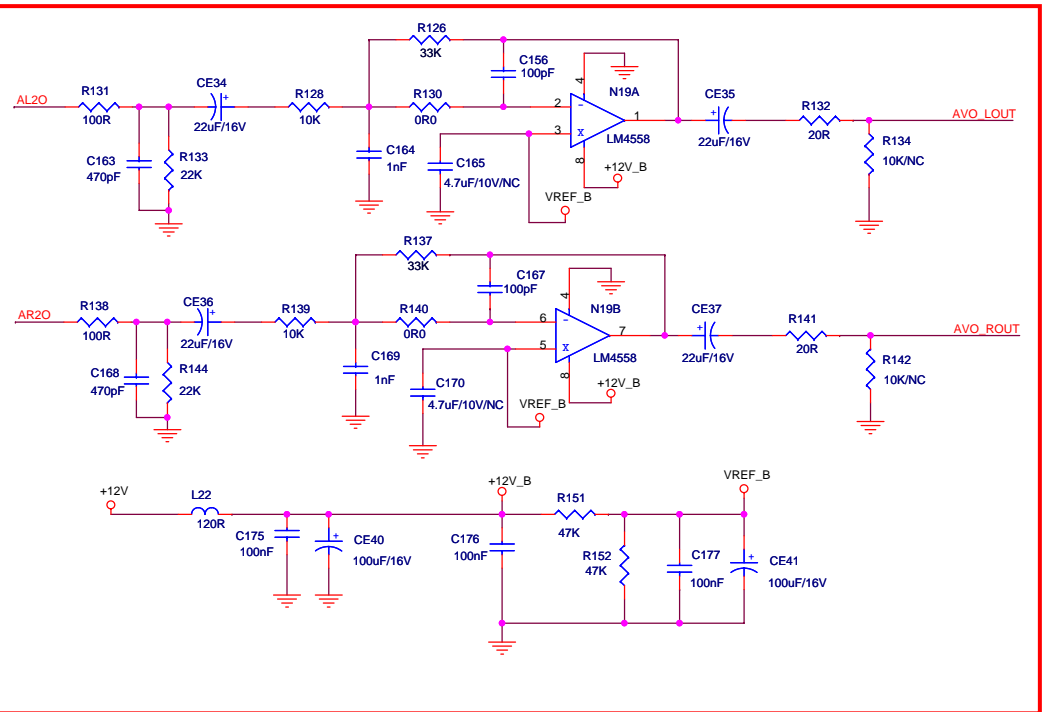 R126
33K
C156
100pF
4
N19A
AL2O
R131
100R
CE34
22uF/16V
R128
10K
R130
0R0
2
-
3
X
1
8
LM4558
CE35
22uF/16V
R132
20R
AVO_LOUT
R134
10K/NC
C163
470pF
R133
22K
C164
1nF
C165
4.7uF/10V/NC
+12V_B
VREF_B
R137
33K
C167
100pF
4
N19B
AR2O
R138
100R
CE36
22uF/16V
R139
10K
R140
0R0
6
-
5
X
7
8
LM4558
CE37
22uF/16V
R141
20R
AVO_ROUT
R142
10K/NC
C168
470pF
R144
22K
C169
1nF
C170
4.7uF/10V/NC
+12V_B
VREF_B
+12V
L22
120R
C175
100nF
+
CE40
100uF/16V
+12V_B
C176
100nF
R151
47K
R152
47K
C177
100nF
VREF_B
+
CE41
100uF/16V